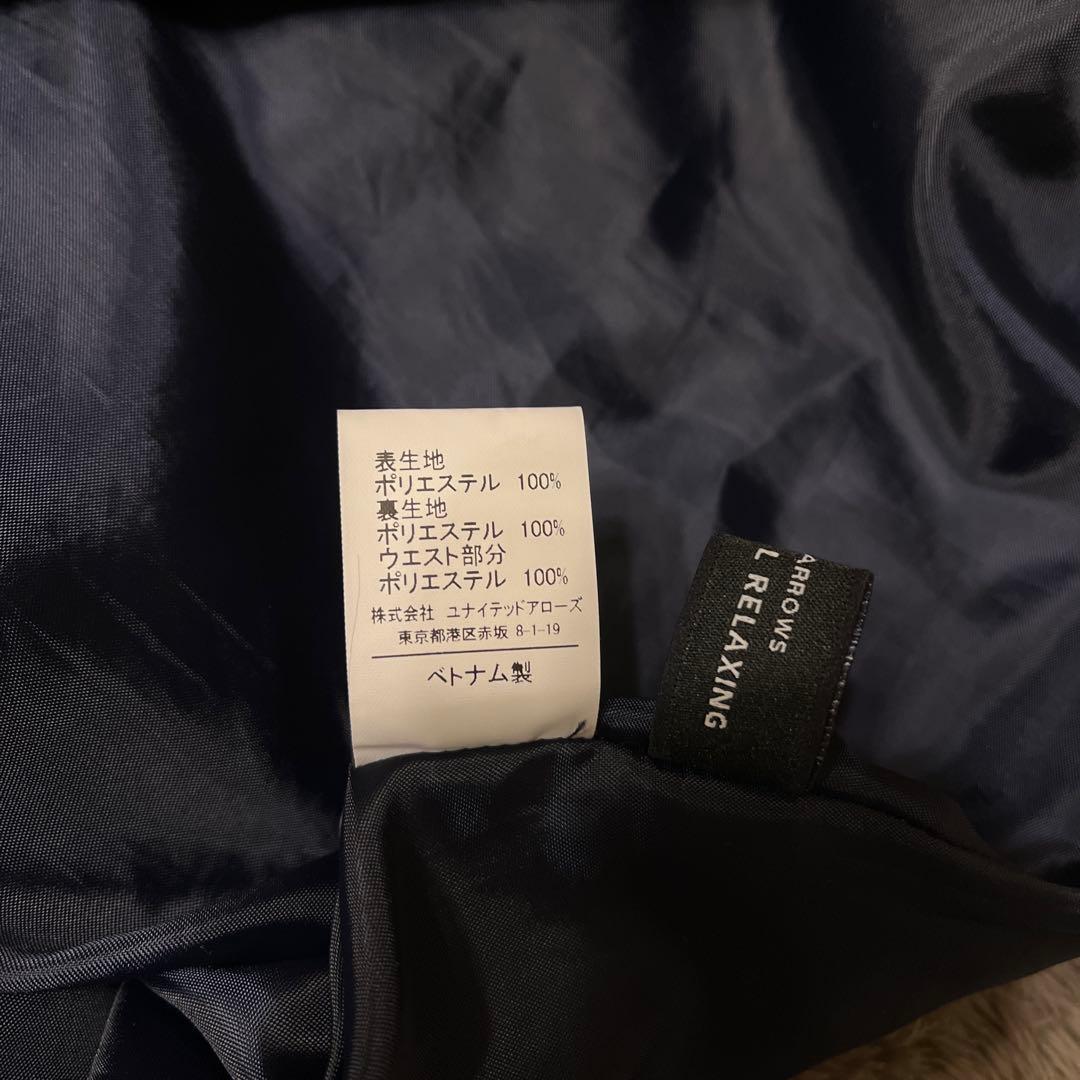 表生地
ポリエステル 100%
裏生地
ポリエステル 100%
ウエスト部分
ポリエステル 100%
株式会社 ユナイテッドアローズ
東京都港区赤坂 8-1-19
ベトナム製
ARROWS
L RELAXING